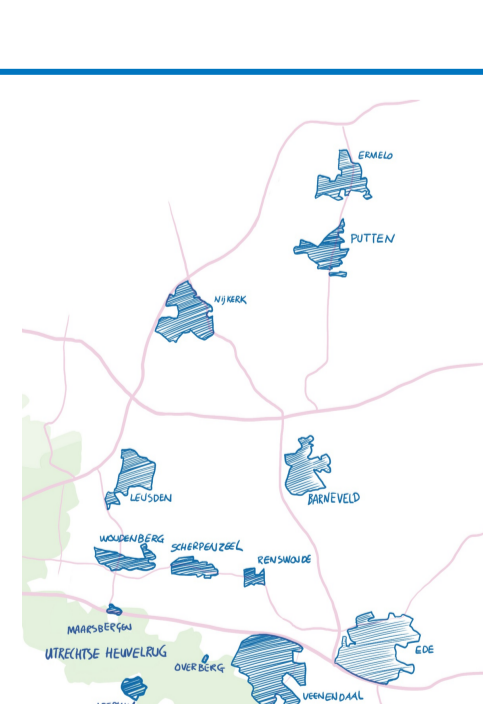 ERMELO
PUTTEN
NIJKERK
LEUSDEN
BARNEVELD
WOUDENBERG
SCHERPENZEEL
RENSWOUDE
MAARSBERGEN
UTRECHTSE HEUVELRUG
OVERBERG
EDE
VEENENDAAL